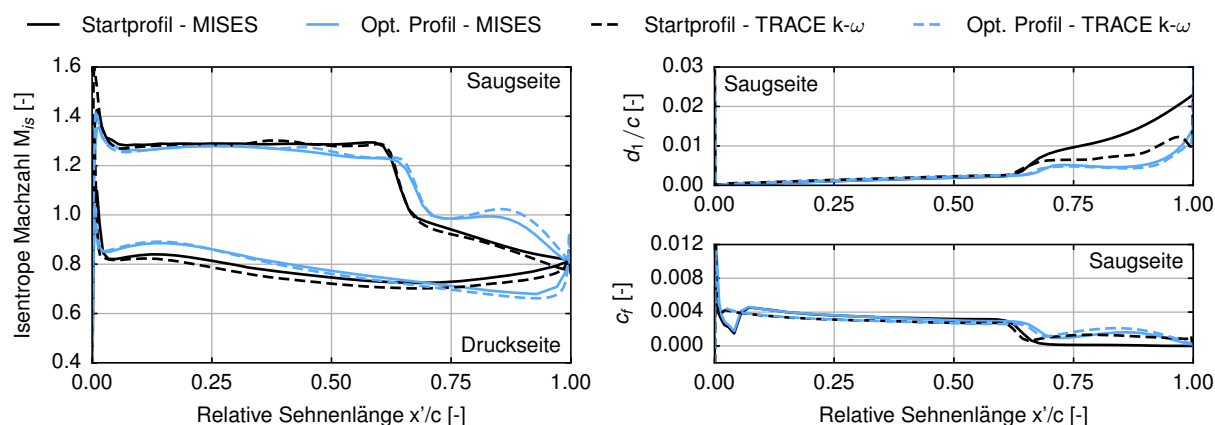 Startprofil - MISES
Opt. Profil - MISES
Startprofil - TRACE k-ω
Opt. Profil - TRACE k-ω
Isentrope Machzahl M_is [-]
1.6
1.4
1.2
1.0
0.8
0.6
0.4
Saugseite
Druckseite
0.00 0.25 0.50 0.75 1.00
Relative Sehnenlänge x'/c [-]
d_1/c [-]
0.03
0.02
0.01
0.00
Saugseite
0.00 0.25 0.50 0.75 1.00
c_f [-]
0.012
0.008
0.004
0.000
Saugseite
0.00 0.25 0.50 0.75 1.00
Relative Sehnenlänge x'/c [-]